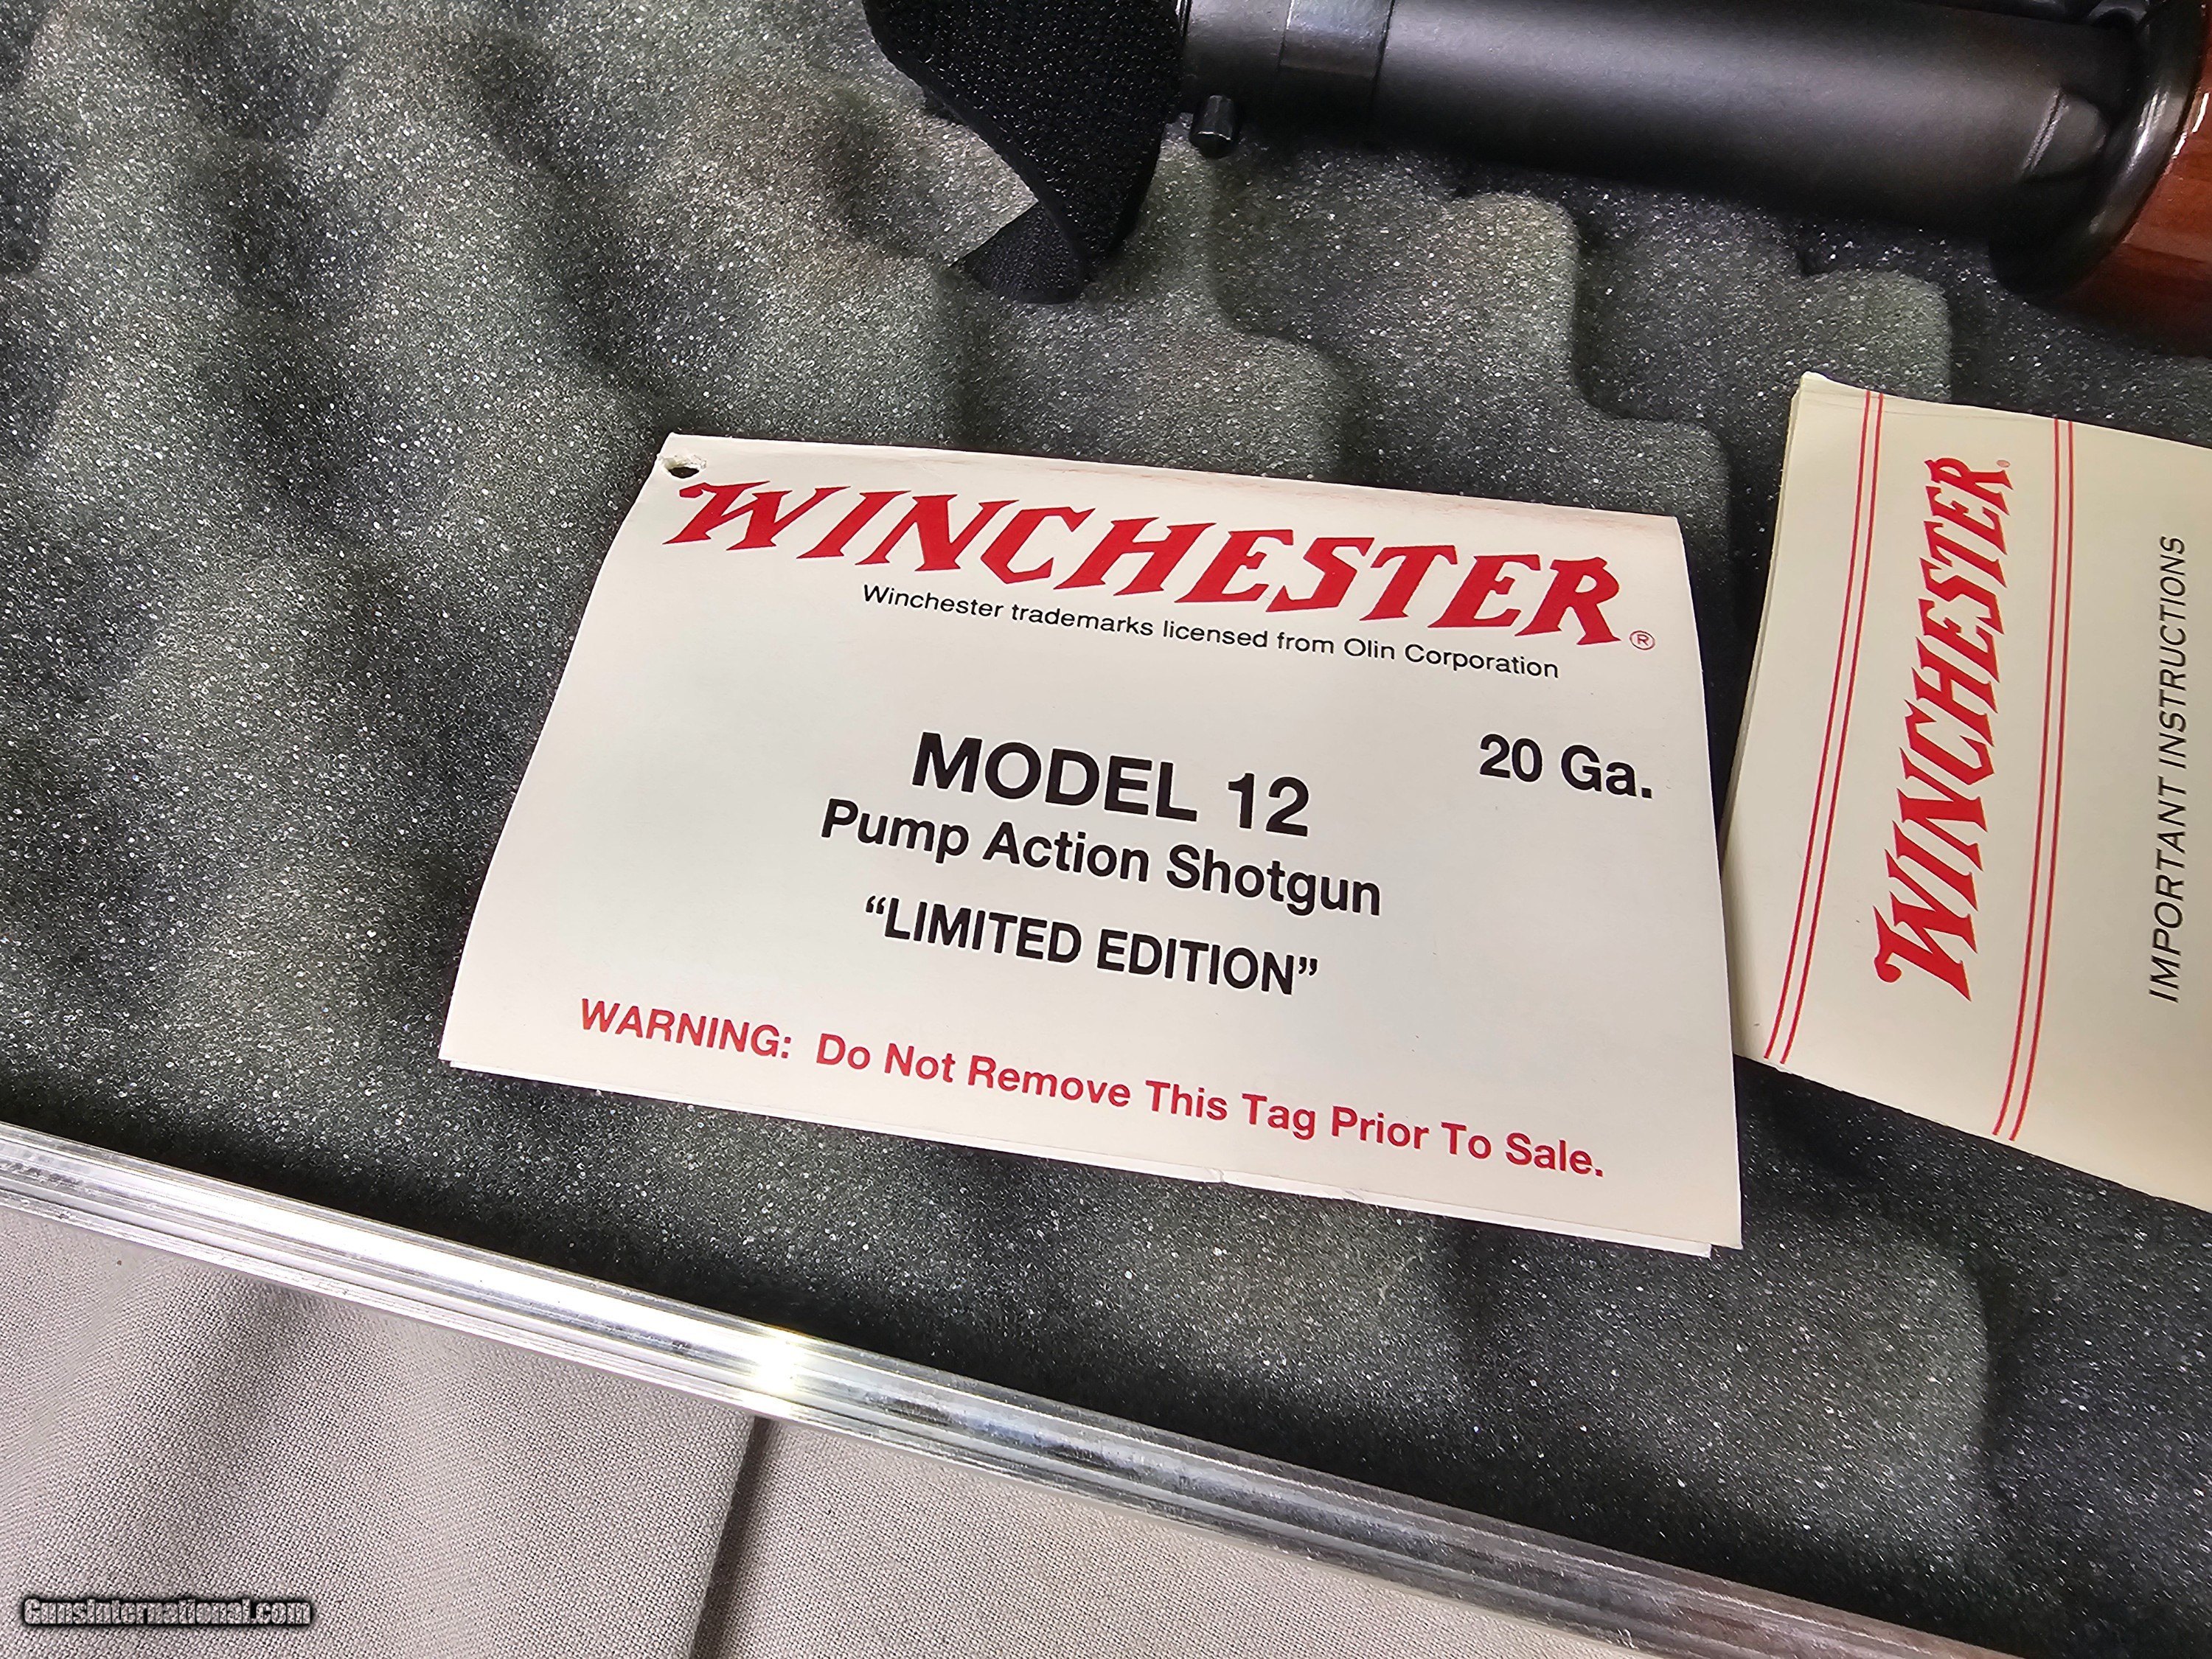 WINCHESTER®
Winchester trademarks licensed from Olin Corporation
MODEL 12
20 Ga.
Pump Action Shotgun
“LIMITED EDITION”
WARNING: Do Not Remove This Tag Prior To Sale.
WINCHESTER®
IMPORTANT INSTRUCTIONS
GunsInternational.com